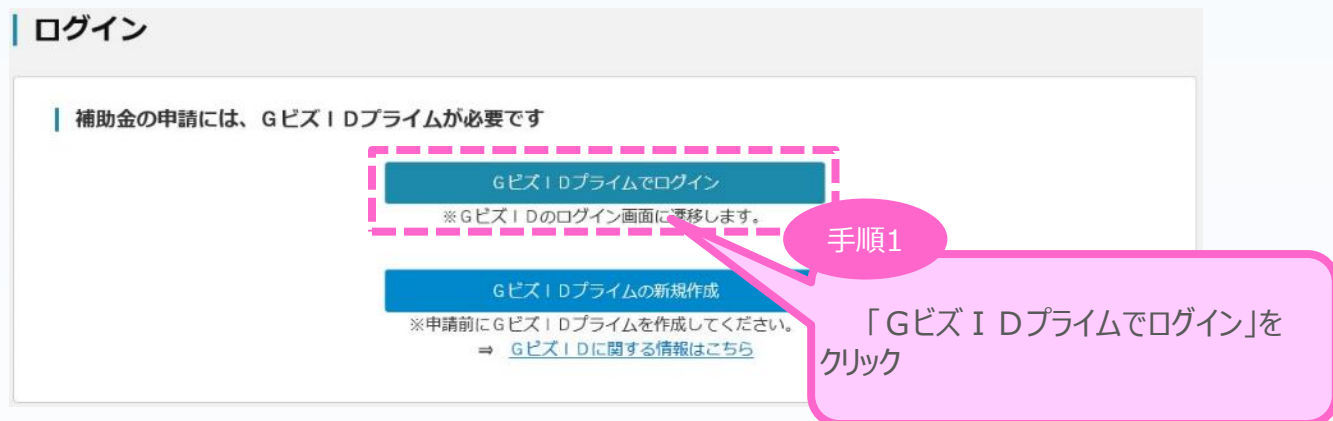 ログイン
補助金の申請には、GビズIDプライムが必要です
GビズIDプライムでログイン
※GビズIDのログイン画面に遷移します。
手順1
「GビズIDプライムでログイン」を
クリック
GビズIDプライムの新規作成
※申請前にGビズIDプライムを作成してください。
⇒ GビズIDに関する情報はこちら